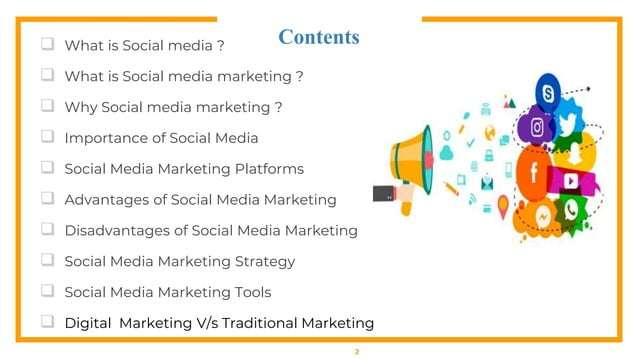 Contents
What is Social media ?
What is Social media marketing ?
Why Social media marketing ?
Importance of Social Media
Social Media Marketing Platforms
Advantages of Social Media Marketing
Disadvantages of Social Media Marketing
Social Media Marketing Strategy
Social Media Marketing Tools
Digital Marketing V/s Traditional Marketing
2